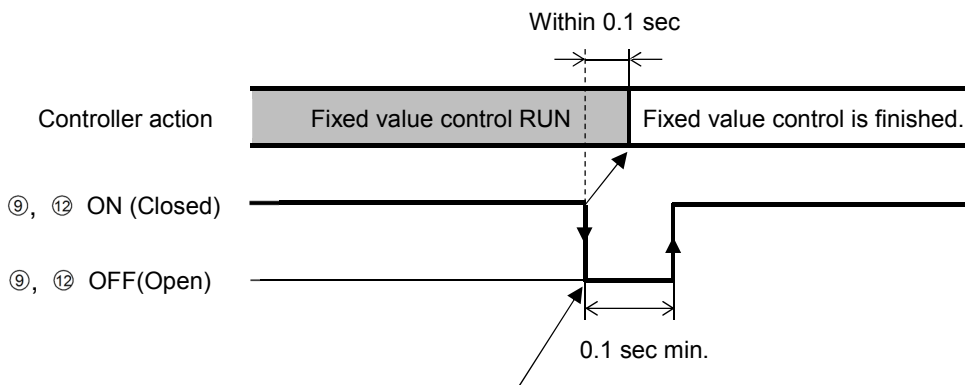 Within 0.1 sec
Controller action
Fixed value control RUN
Fixed value control is finished.
⑨, ⑫ ON (Closed)
⑨, ⑫ OFF(Open)
0.1 sec min.